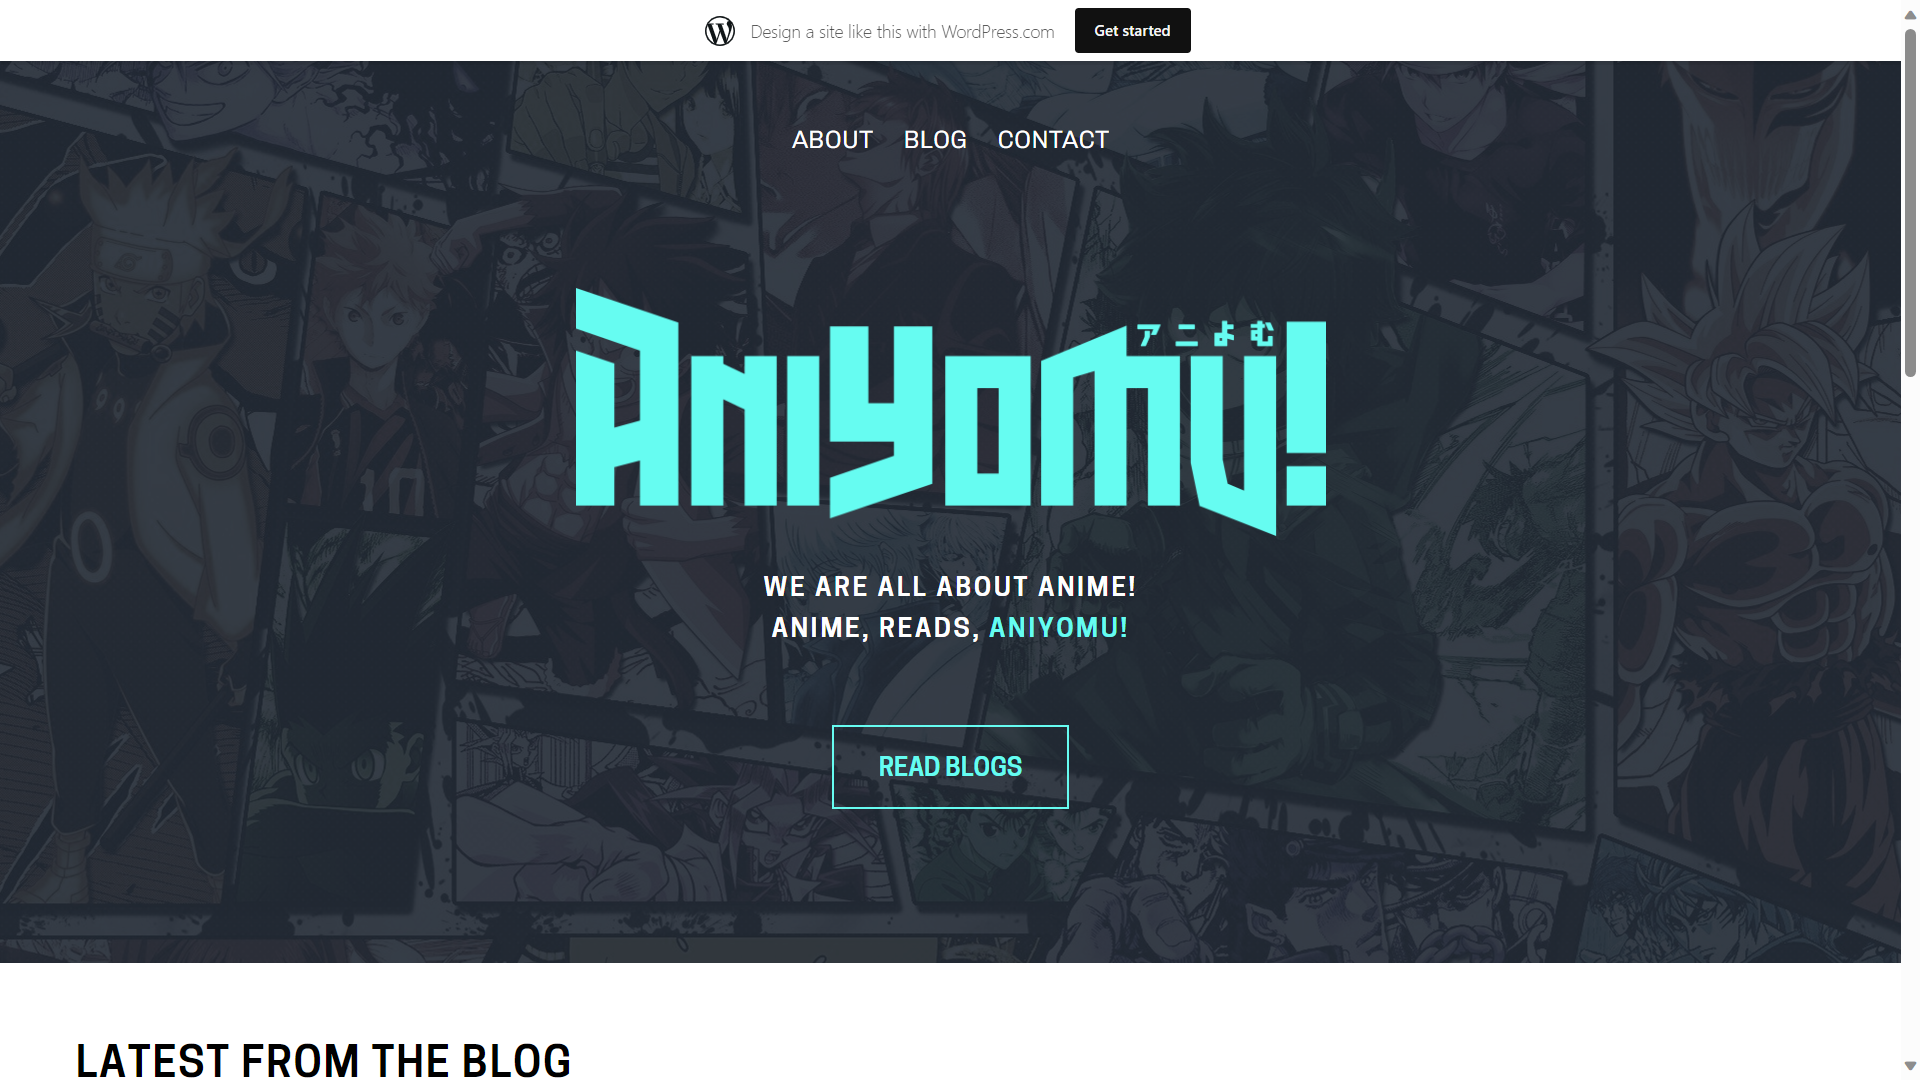 Design a site like this with WordPress.com
Get started
ABOUT BLOG CONTACT
アニよむ
ANIYOMU!
WE ARE ALL ABOUT ANIME!
ANIME, READS, ANIYOMU!
READ BLOGS
10
LATEST FROM THE BLOG